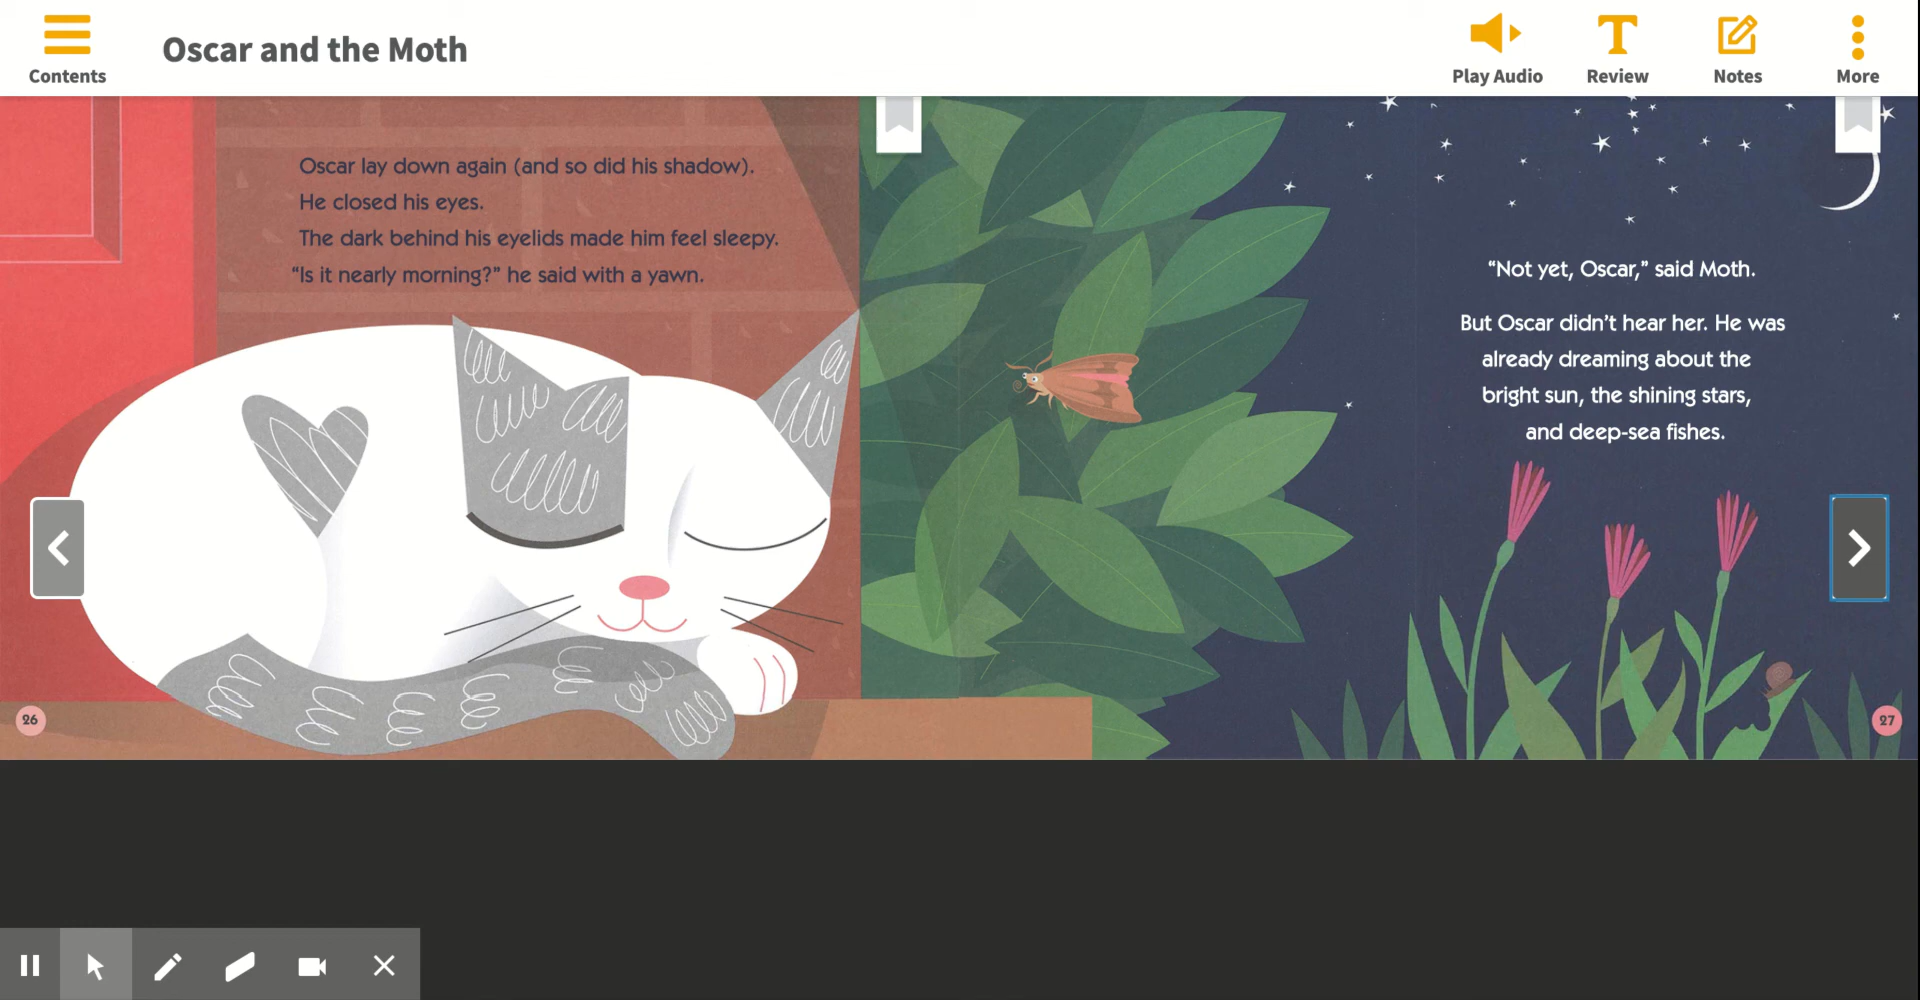 Contents
Oscar and the Moth
Play Audio
Review
Notes
More
Oscar lay down again (and so did his shadow).
He closed his eyes.
The dark behind his eyelids made him feel sleepy.
“Is it nearly morning?” he said with a yawn.
26
“Not yet, Oscar,” said Moth.
But Oscar didn’t hear her. He was
already dreaming about the
bright sun, the shining stars,
and deep-sea fishes.
27